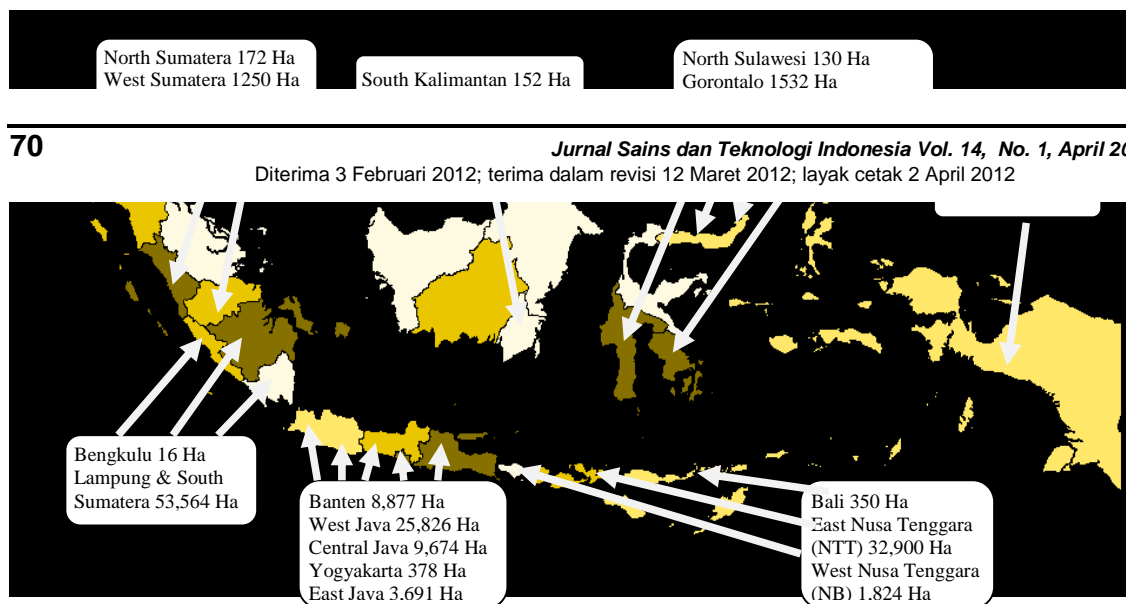 North Sumatera 172 Ha
West Sumatera 1250 Ha
South Kalimantan 152 Ha
North Sulawesi 130 Ha
Gorontalo 1532 Ha
70
Jurnal Sains dan Teknologi Indonesia Vol. 14, No. 1, April 20
Diterima 3 Februari 2012; terima dalam revisi 12 Maret 2012; layak cetak 2 April 2012
Bengkulu 16 Ha
Lampung & South
Sumatera 53,564 Ha
Banten 8,877 Ha
West Java 25,826 Ha
Central Java 9,674 Ha
Yogyakarta 378 Ha
East Java 3,691 Ha
Bali 350 Ha
East Nusa Tenggara
(NTT) 32,900 Ha
West Nusa Tenggara
(NB) 1,824 Ha